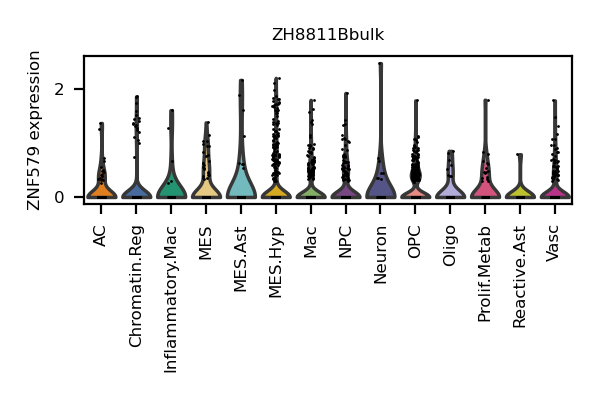 ZH8811Bbulk
ZNF579 expression
2
0
AC
Chromatin.Reg
Inflammatory.Mac
MES
MES.Ast
MES.Hyp
Mac
NPC
Neuron
OPC
Oligo
Prolif.Metab
Reactive.Ast
Vasc